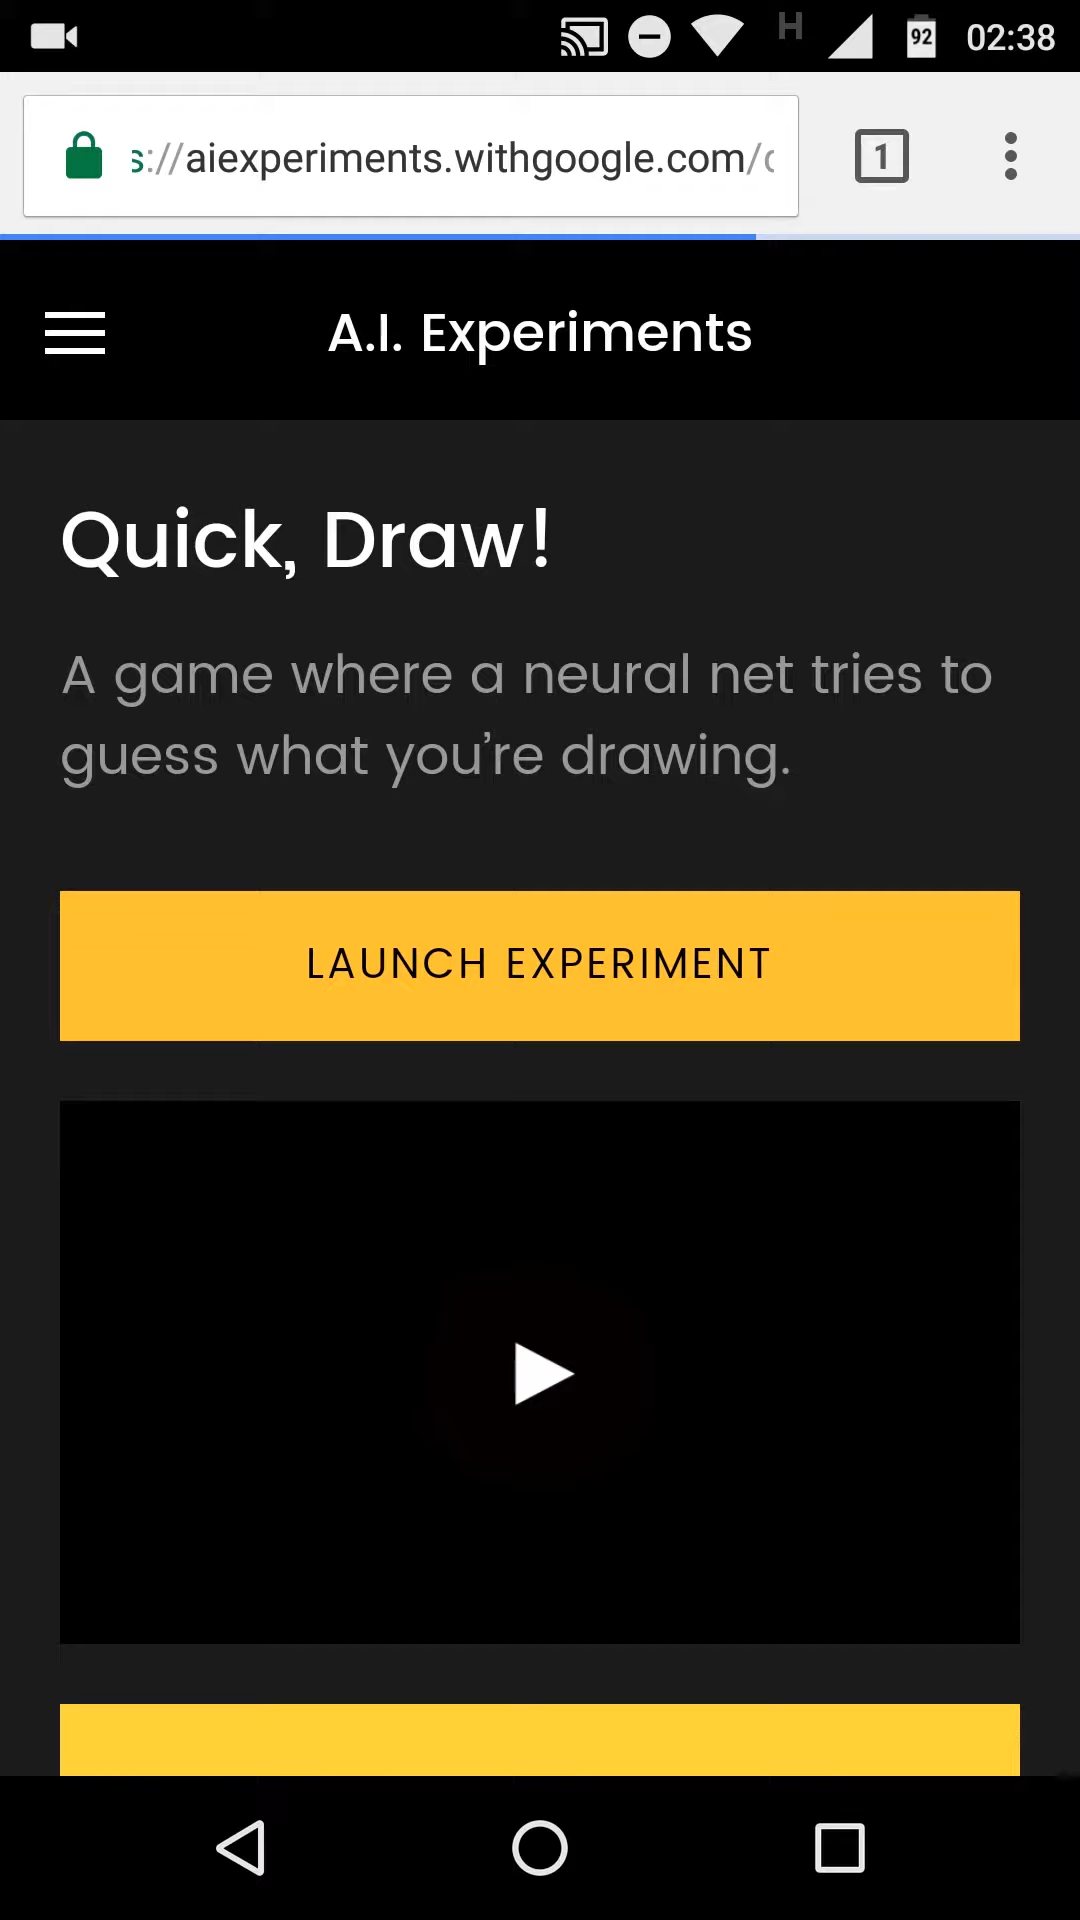 H 92 02:38
s://aiexperiments.withgoogle.com/
1
A.I. Experiments
Quick, Draw!
A game where a neural net tries to
guess what you’re drawing.
LAUNCH EXPERIMENT